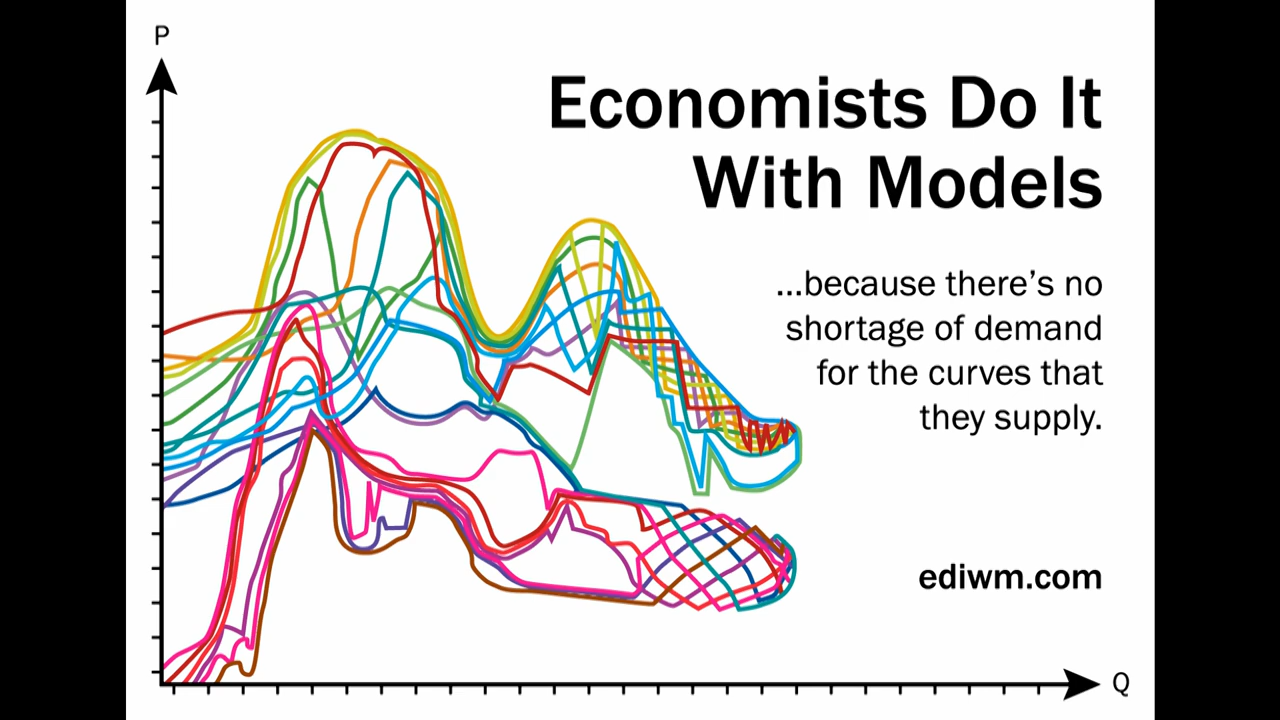 P
Economists Do It
With Models
...because there's no
shortage of demand
for the curves that
they supply.
ediwm.com
Q